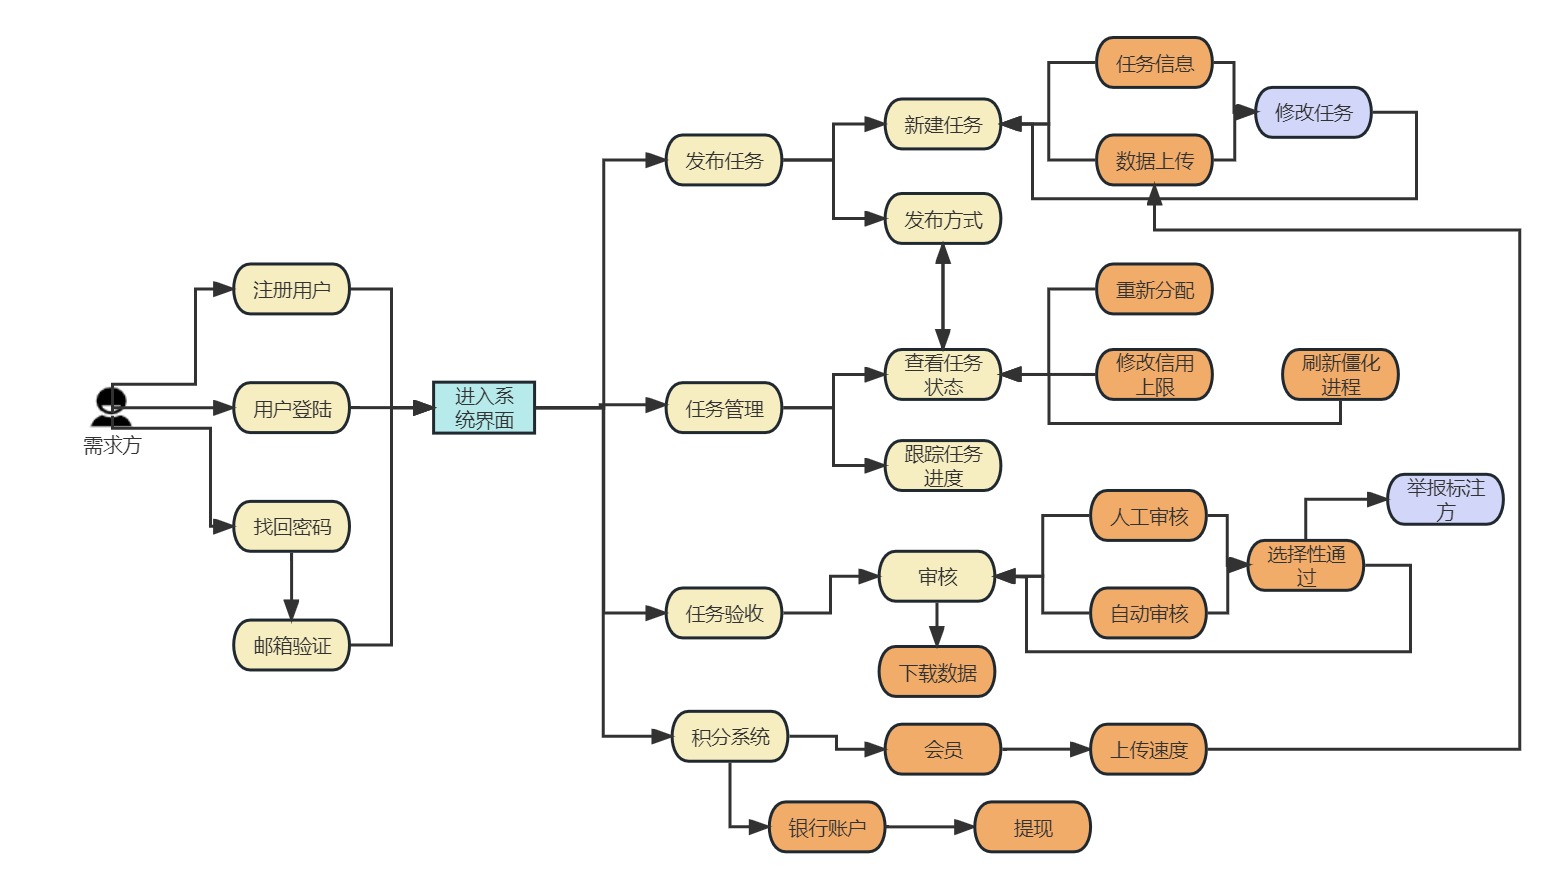 任务信息
修改任务
新建任务
发布任务
数据上传
发布方式
注册用户
重新分配
查看任务
状态
修改信用
上限
刷新僵化
进程
需求方
用户登陆
进入系
统界面
任务管理
跟踪任务
进度
找回密码
人工审核
举报标注
方
选择性通
过
审核
任务验收
自动审核
邮箱验证
下载数据
积分系统
会员
上传速度
银行账户
提现